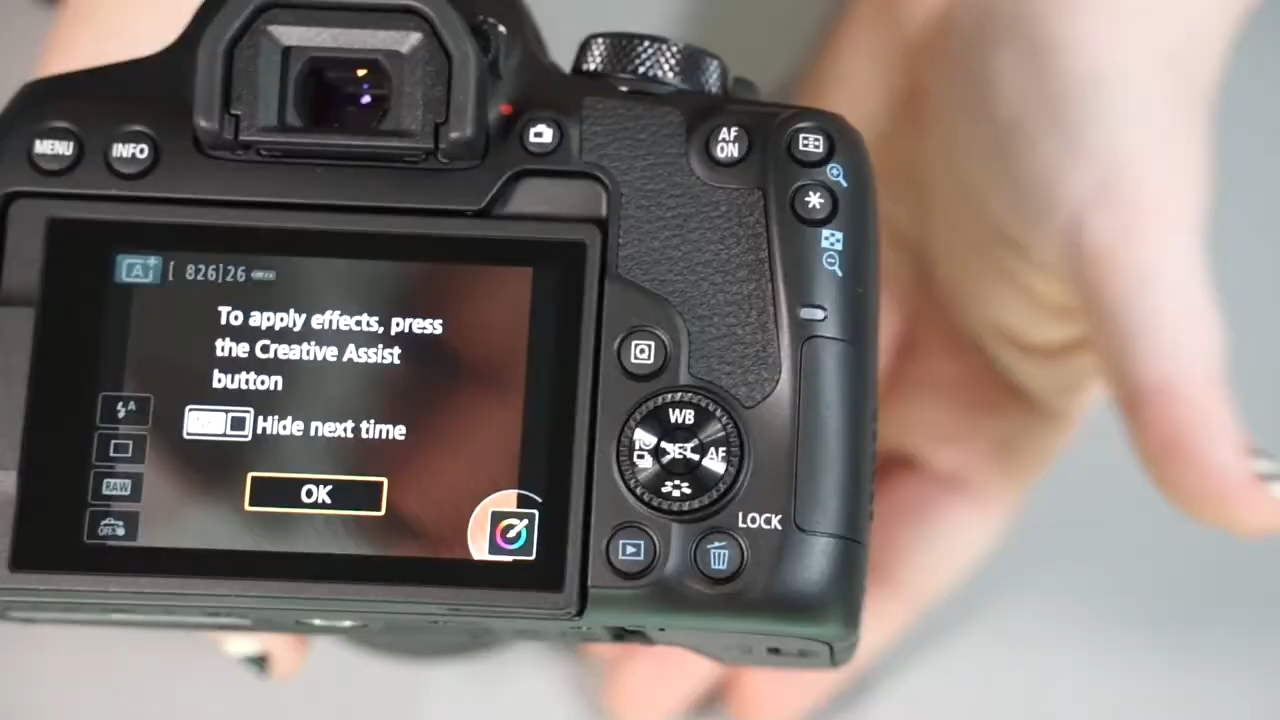 MENU
INFO
AF
ON
A+
[ 826]26
To apply effects, press
the Creative Assist
button
Hide next time
OK
A
RAW
OFF
Q
WB
SET
AF
LOCK